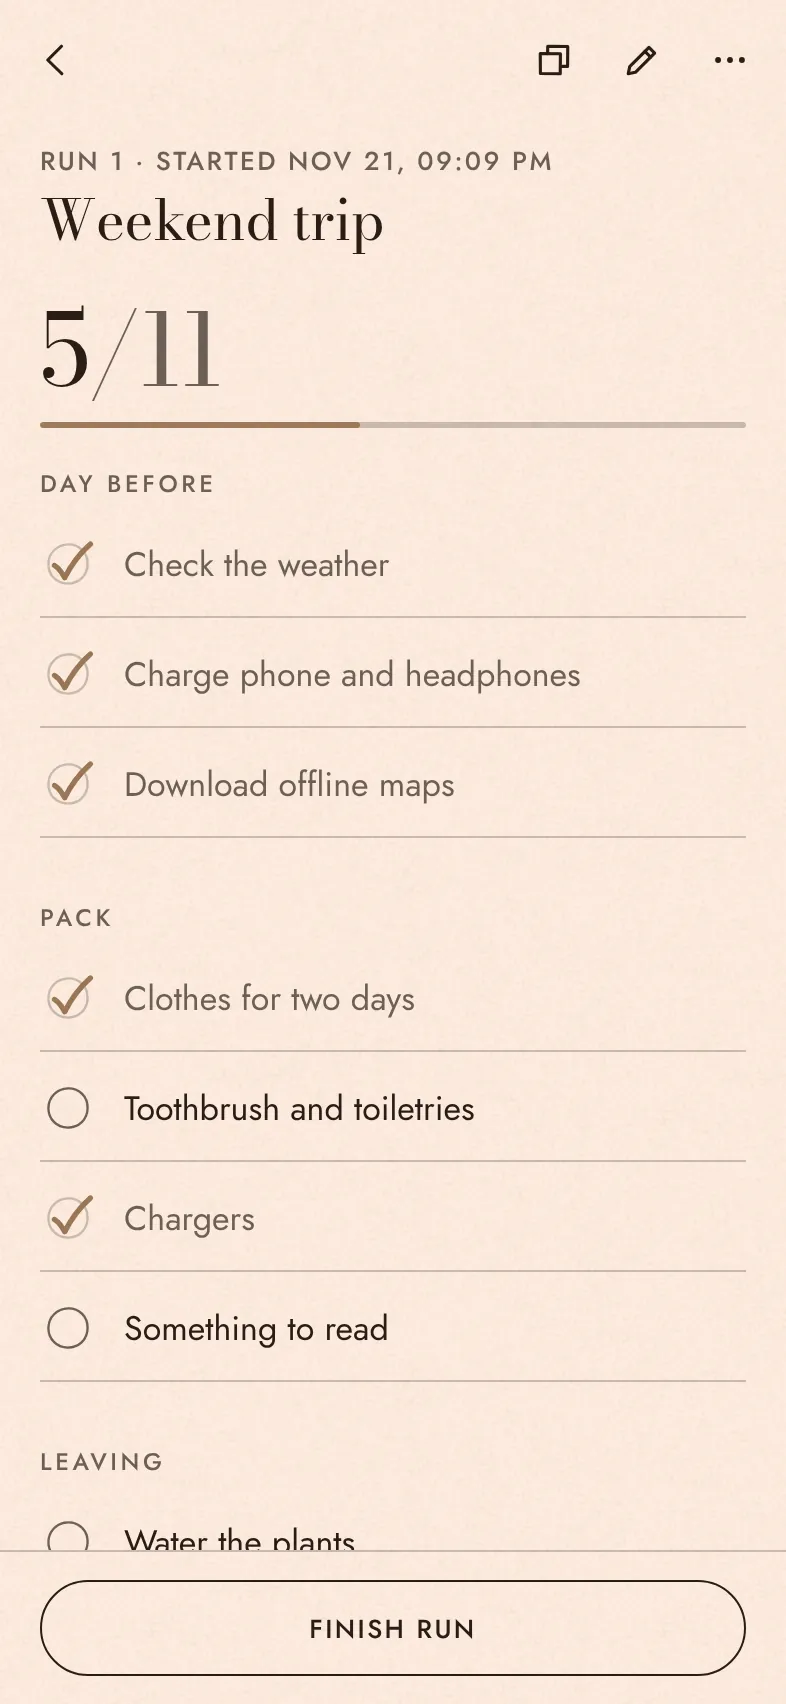 RUN 1 · STARTED NOV 21, 09:09 PM
Weekend trip
5/11
DAY BEFORE
Check the weather
Charge phone and headphones
Download offline maps
PACK
Clothes for two days
Toothbrush and toiletries
Chargers
Something to read
LEAVING
Water the plants
FINISH RUN